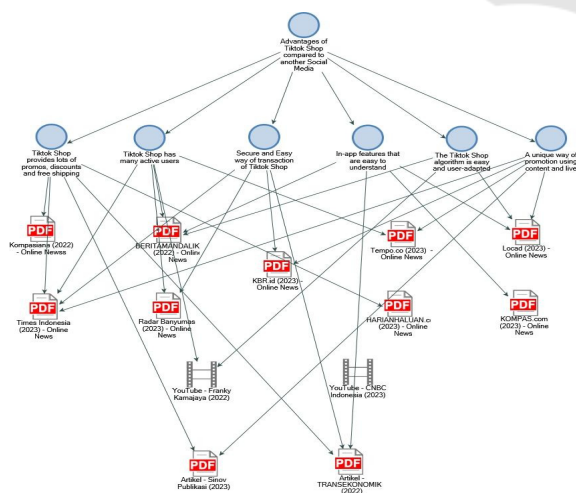 Advantages of
Tiktok Shop
compared to
another Social
Media
Tiktok Shop
provides lots of
promos, discounts
and free shipping
Tiktok Shop has
many active users
Secure and Easy
way of transaction
of Tiktok Shop
In-app features that
are easy to
understand
The Tiktok Shop
algorithm is easy
and user-adapted
A unique way of
promotion using
content and live
PDF
Kompasiana (2022)
- Online Newss
PDF
BERITAMANDALIK
(2022) - Online
News
PDF
KBR.id (2023) -
Online News
PDF
Tempo.co (2023) -
Online News
PDF
Locad (2023) -
Online News
PDF
Times Indonesia
(2023) - Online
News
PDF
Radar Banyumas
(2023) - Online
News
PDF
HARIANHALUAN.c
(2023) - Online
News
PDF
KOMPAS.com
(2023) - Online
News
YouTube - Franky
Kamajaya (2022)
YouTube - CNBC
Indonesia (2023)
PDF
Artikel - Sinov
Publikasi (2023)
PDF
Artikel -
TRANSEKONOMIK
(2022)